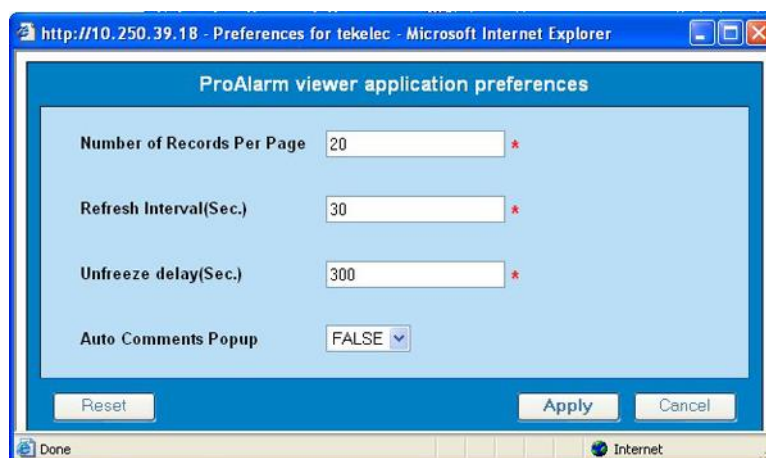 http://10.250.39.18 - Preferences for tekelec - Microsoft Internet Explorer
ProAlarm viewer application preferences
Number of Records Per Page 20 *
Refresh Interval(Sec.) 30 *
Unfreeze delay(Sec.) 300 *
Auto Comments Popup FALSE
Reset Apply Cancel
Done Internet